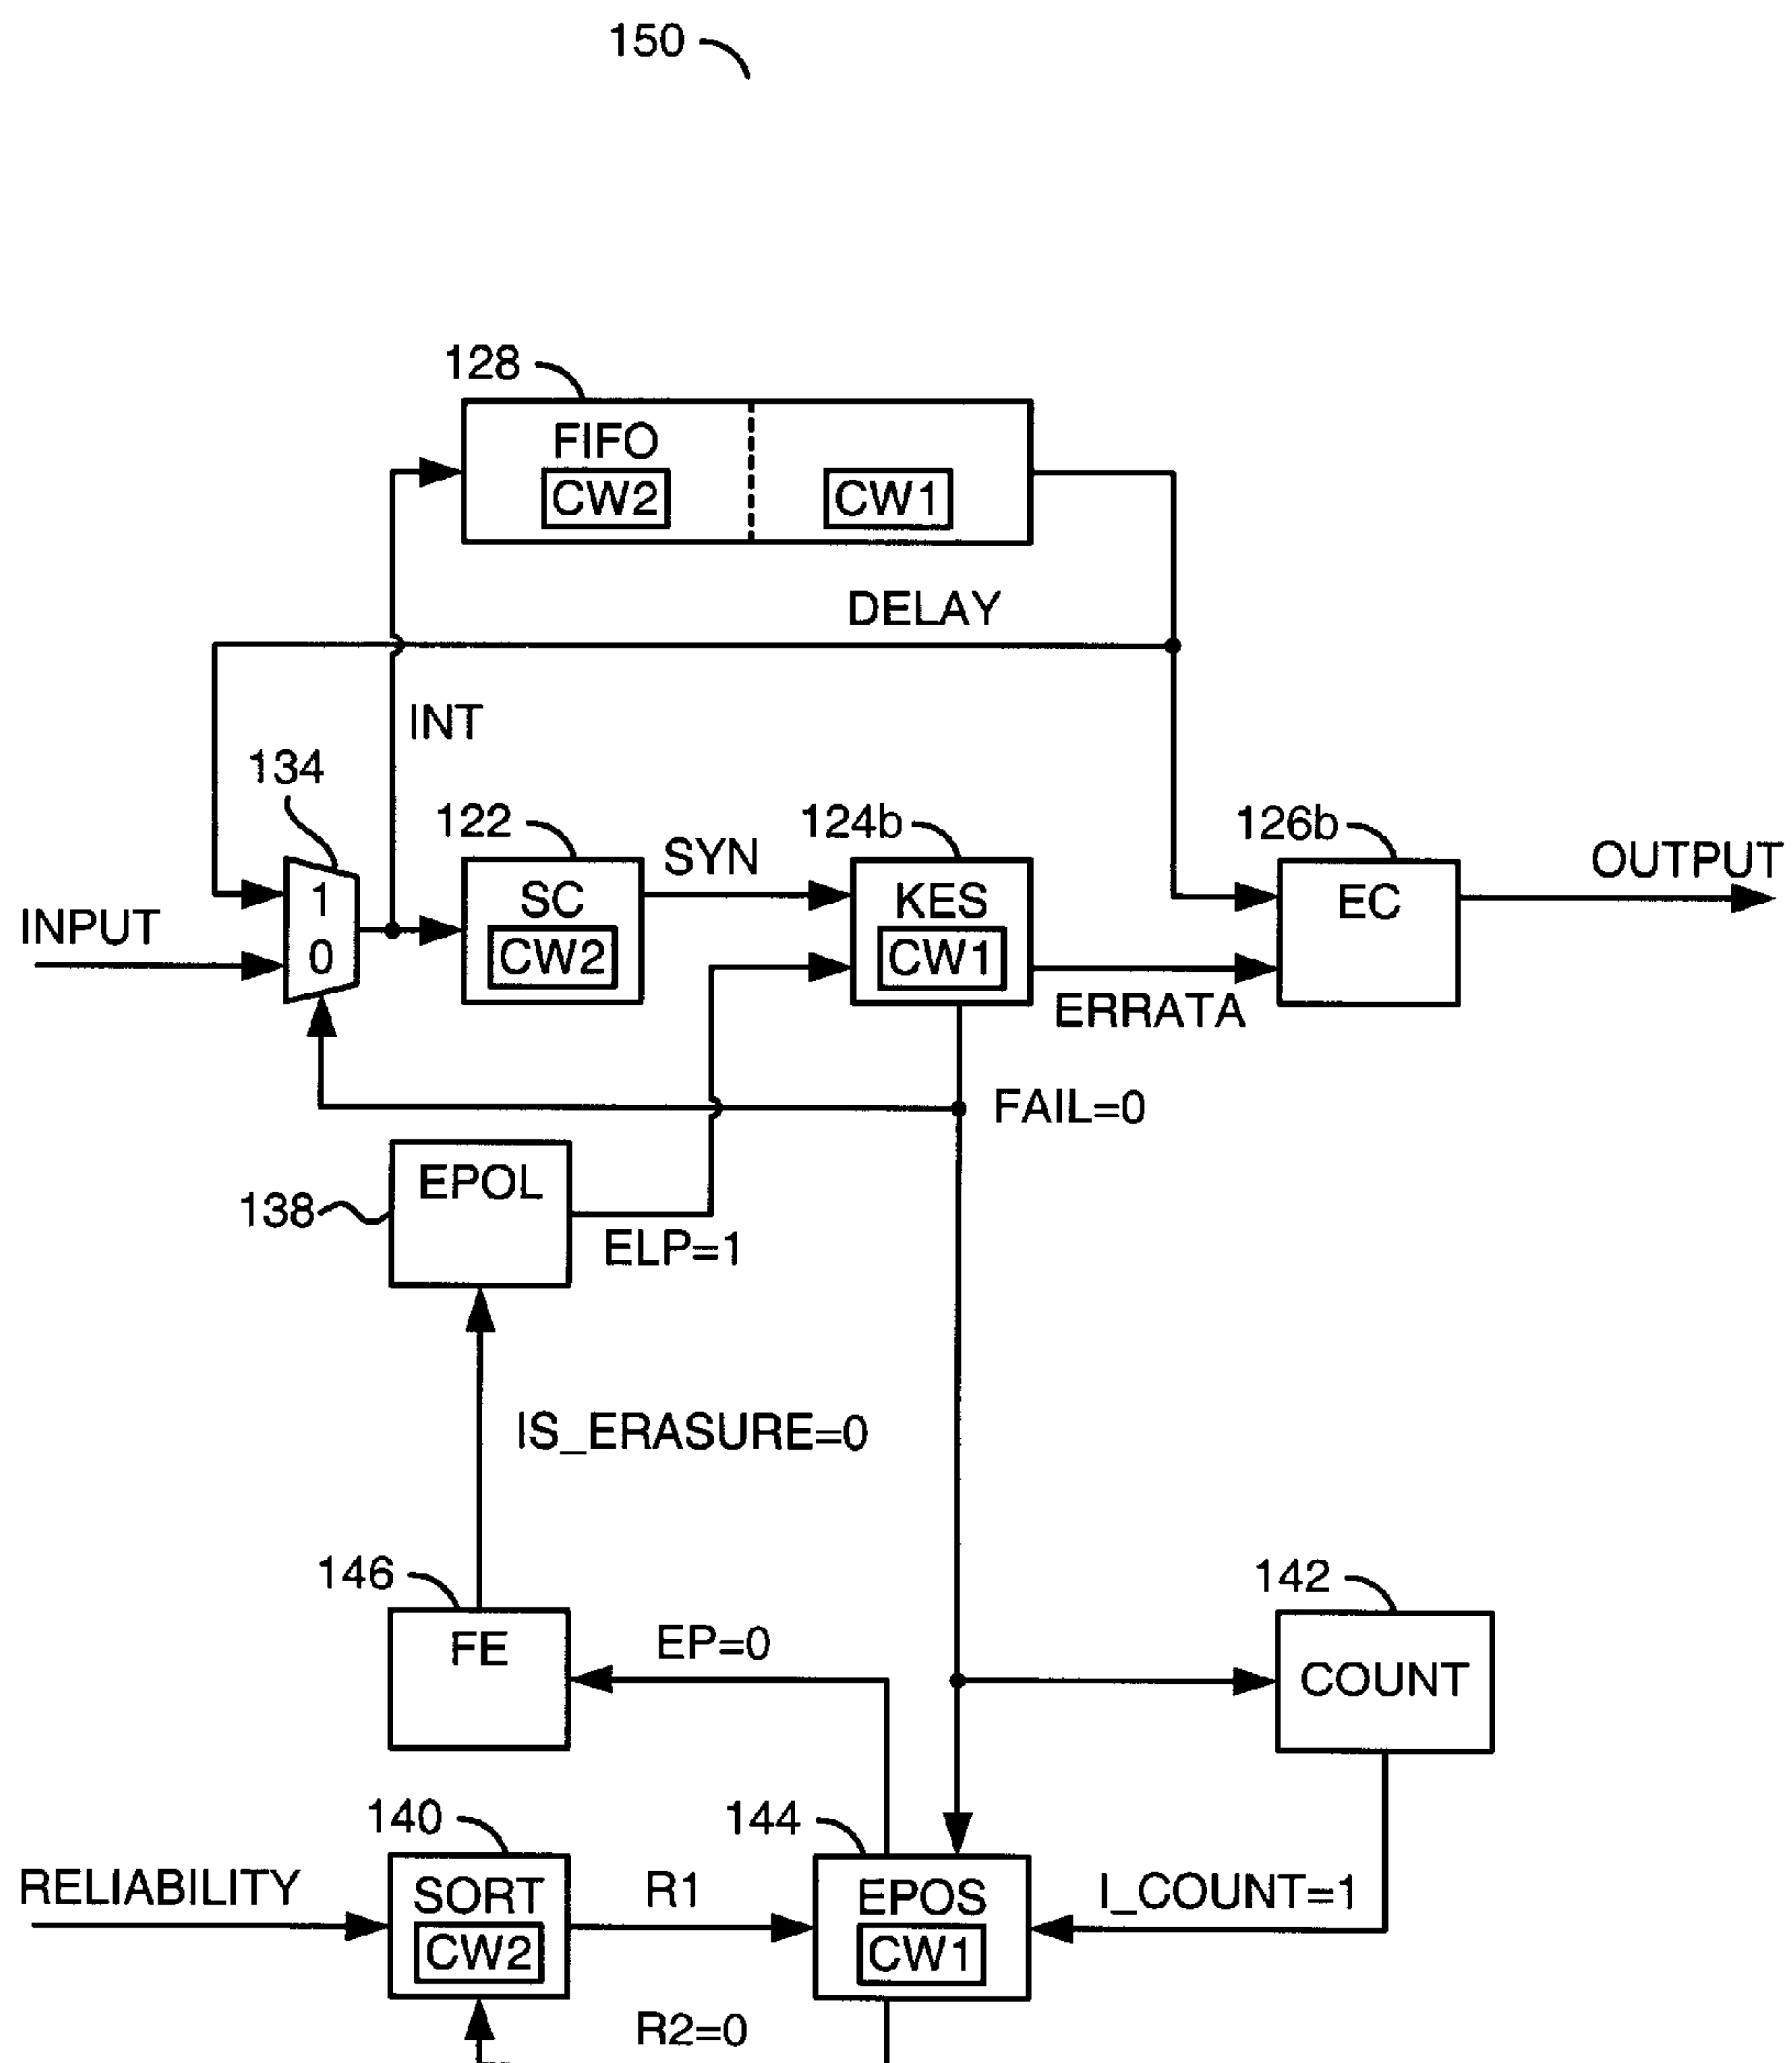 150
128
FIFO
CW2
CW1
DELAY
INT
134
122
124b
126b
SYN
OUTPUT
1
SC
KES
EC
INPUT
0
CW2
CW1
ERRATA
FAIL=0
EPOL
138
ELP=1
IS_ERASURE=0
146
142
FE
EP=0
COUNT
140
144
RELIABILITY
SORT
R1
EPOS
I_COUNT=1
CW2
CW1
R2=0